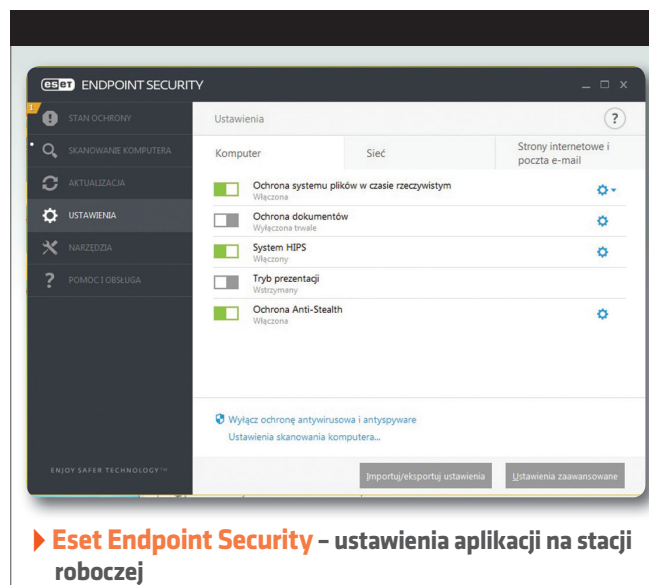 eset ENDPOINT SECURITY
1
STAN OCHRONY
SKANOWANIE KOMPUTERA
AKTUALIZACJA
USTAWIENIA
NARZĘDZIA
POMOC I OBSŁUGA
ENJOY SAFER TECHNOLOGY™
Ustawienia
?
Komputer
Sieć
Strony internetowe i
poczta e-mail
Ochrona systemu plików w czasie rzeczywistym
Włączona
Ochrona dokumentów
Wyłączona trwale
System HIPS
Włączony
Tryb prezentacji
Wstrzymany
Ochrona Anti-Stealth
Włączona
Wyłącz ochronę antywirusowa i antyspyware
Ustawienia skanowania komputera...
Importuj/eksportuj ustawienia
Ustawienia zaawansowane
Eset Endpoint Security – ustawienia aplikacji na stacji
roboczej